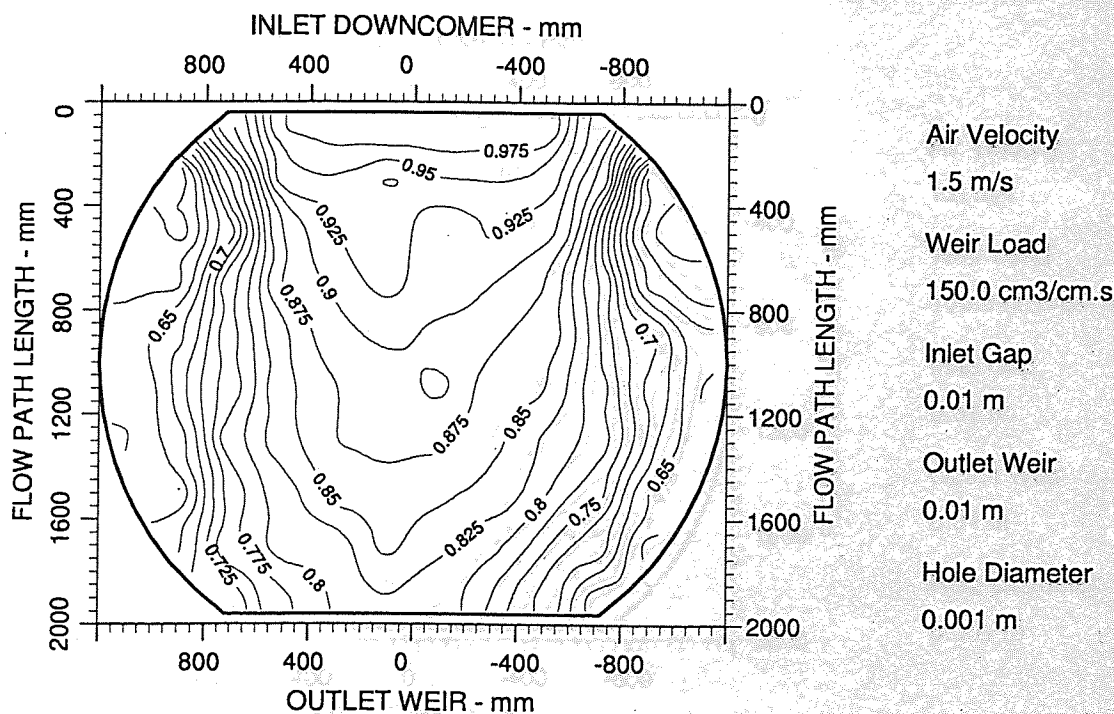 INLET DOWNCOMER - mm
800 400 0 -400 -800
0 0
400 400
800 800
1200 1200
1600 1600
2000 2000
FLOW PATH LENGTH - mm
FLOW PATH LENGTH - mm
0.975
0.95
0.925
0.925
0.9
0.7
0.875
0.65
0.7
0.875
0.85
0.85
0.65
0.8
0.75
0.825
0.725
0.775
0.8
800 400 0 -400 -800
OUTLET WEIR - mm
Air Velocity
1.5 m/s
Weir Load
150.0 cm3/cm.s
Inlet Gap
0.01 m
Outlet Weir
0.01 m
Hole Diameter
0.001 m